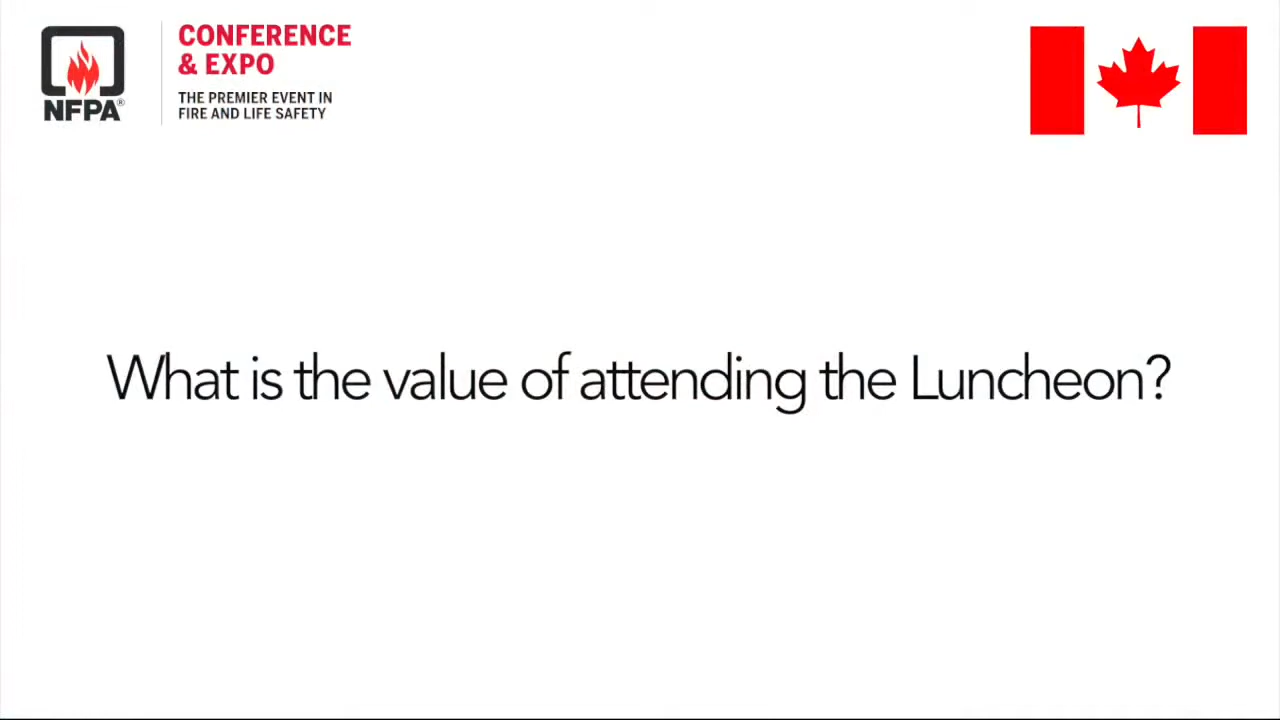 NFPA®
CONFERENCE
& EXPO
THE PREMIER EVENT IN
FIRE AND LIFE SAFETY
What is the value of attending the Luncheon?